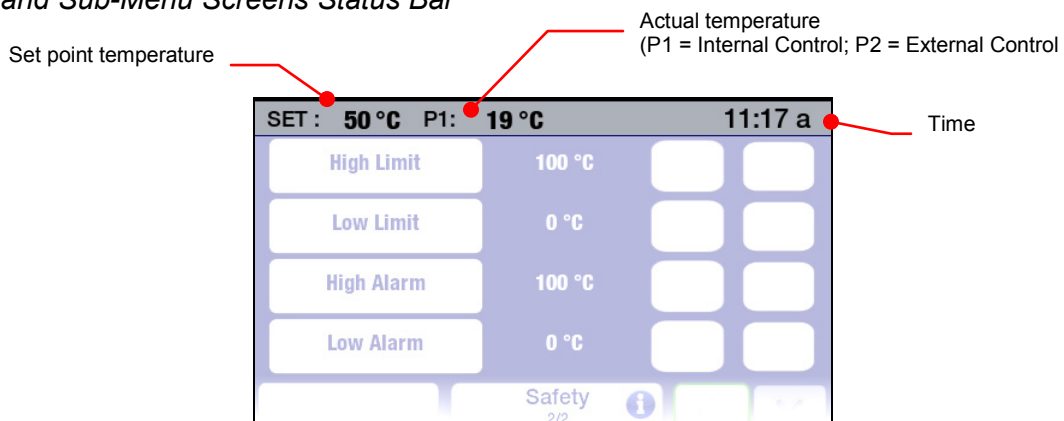 and Sub-Menu Screens Status Bar
Actual temperature
(P1 = Internal Control; P2 = External Control
Set point temperature
SET : 50 °C P1: 19 °C 11:17 a
Time
High Limit 100 °C
Low Limit 0 °C
High Alarm 100 °C
Low Alarm 0 °C
Safety
2/2